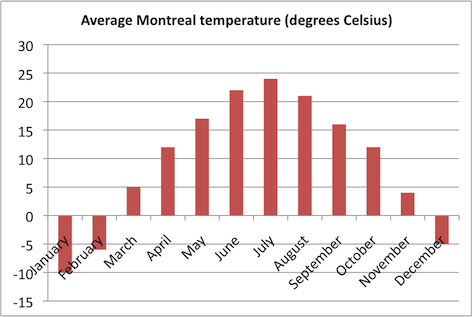 Average Montreal temperature (degrees Celsius)
30
25
20
15
10
5
0
-5
-10
-15
January
February
March
April
May
June
July
August
September
October
November
December